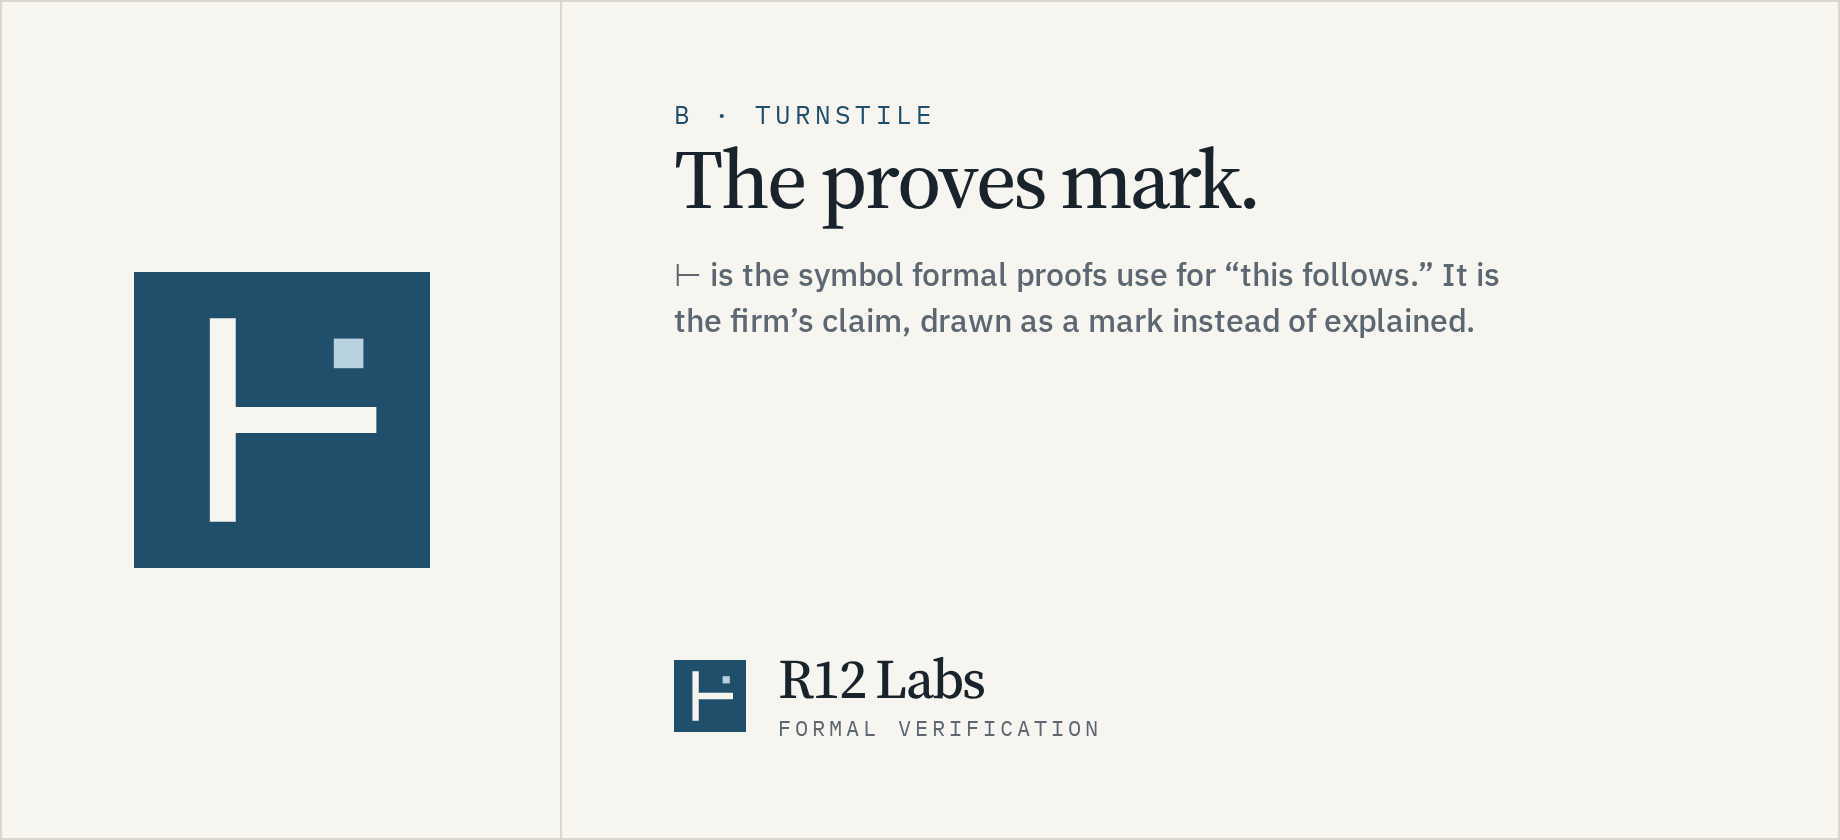 B · TURNSTILE
The proves mark.
⊢ is the symbol formal proofs use for “this follows.” It is
the firm’s claim, drawn as a mark instead of explained.
R12 Labs
FORMAL VERIFICATION